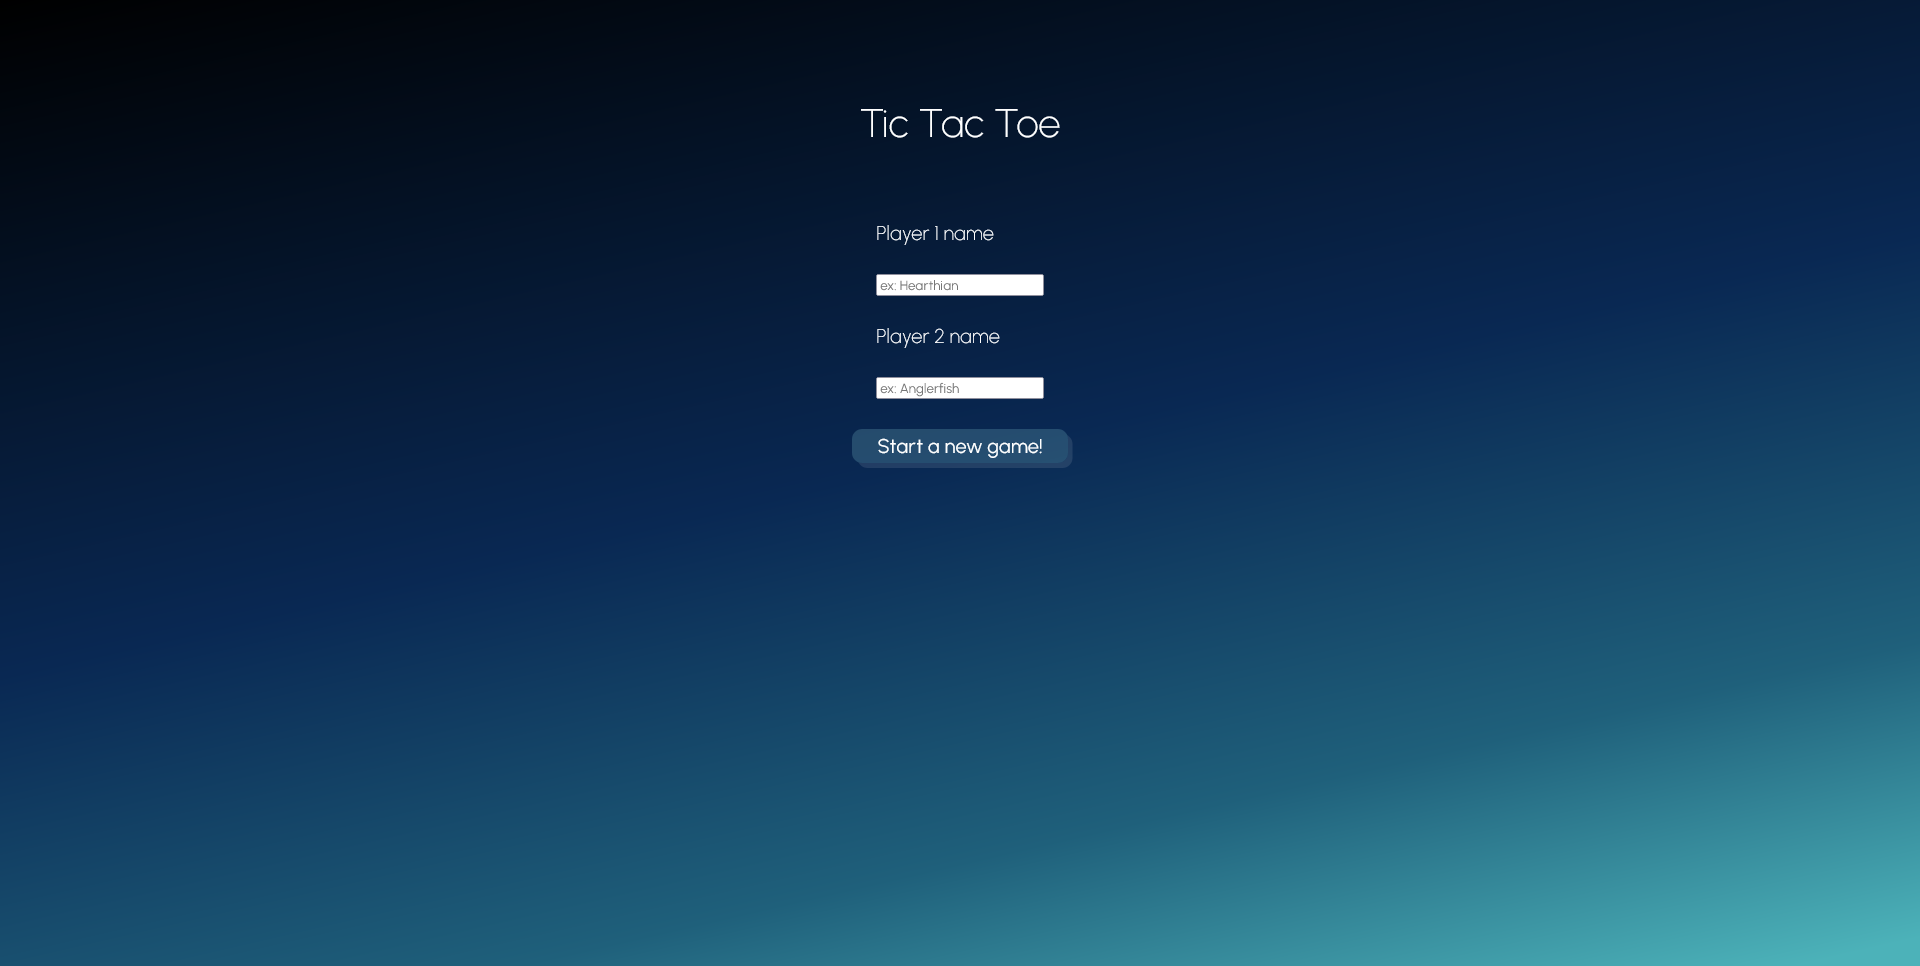 Tic Tac Toe
Player 1 name
ex: Hearthian
Player 2 name
ex: Anglerfish
Start a new game!